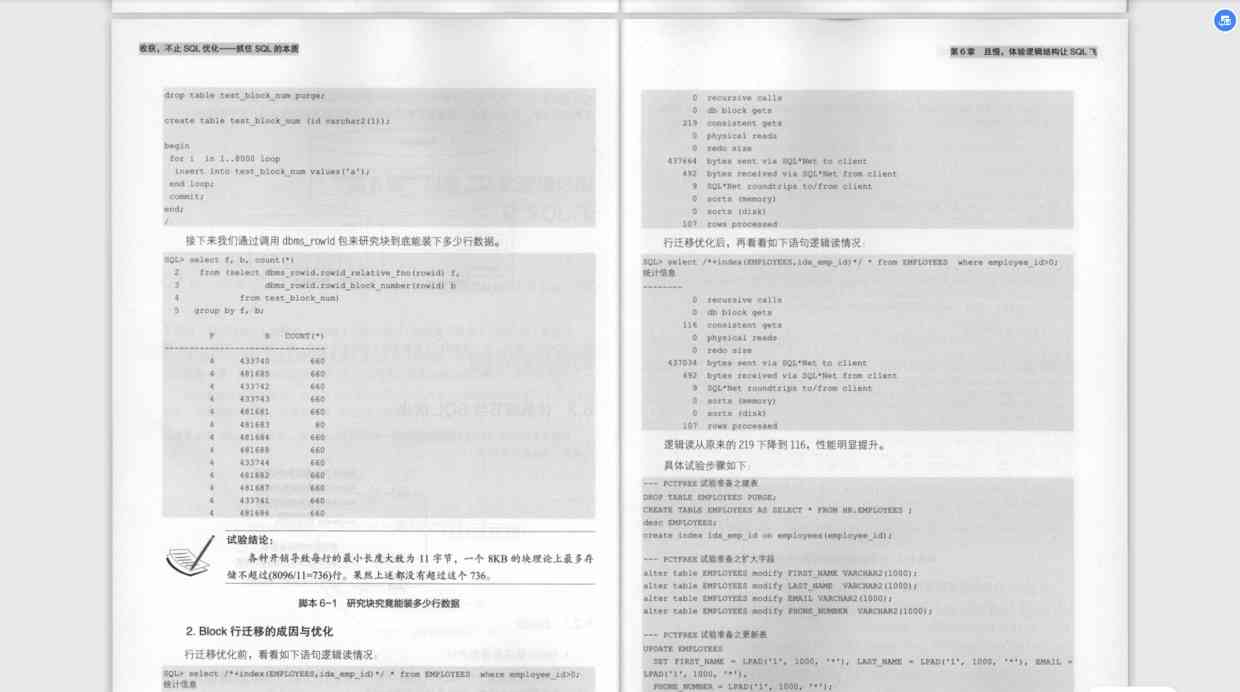 收获，不止 SQL 优化——抓住 SQL 的本质
drop table test_block_num purge;
create table test_block_num (id varchar2(1));
begin
for i in 1..8000 loop
insert into test_block_num values('a');
end loop;
commit;
end;
/
接下来我们通过调用 dbms_rowid 包来研究块到底能装下多少行数据。
SQL> select f, b, count(*)
2 from (select dbms_rowid.rowid_relative_fno(rowid) f,
3 dbms_rowid.rowid_block_number(rowid) b
4 from test_block_num)
5 group by f, b;
F B COUNT(*)
--------------------------------
4 433740 660
4 481685 660
4 433742 660
4 433743 660
4 481681 660
4 481683 80
4 481684 660
4 481688 660
4 433744 660
4 481682 660
4 481687 660
4 433741 660
4 481686 660
试验结论：
各种开销导致每行的最小长度大致为 11 字节，一个 8KB 的块理论上最多存
储不超过(8096/11=736)行。果然上述都没有超过这个 736。
脚本 6-1 研究块究竟能装多少行数据
2. Block 行迁移的成因与优化
行迁移优化前，看看如下语句逻辑读情况：
SQL> select /*+index(EMPLOYEES,idx_emp_id)*/ * from EMPLOYEES where employee_id>0;
统计信息
第 6 章 且慢，体验逻辑结构让 SQL 飞
0 recursive calls
0 db block gets
219 consistent gets
0 physical reads
0 redo size
437664 bytes sent via SQL*Net to client
492 bytes received via SQL*Net from client
9 SQL*Net roundtrips to/from client
0 sorts (memory)
0 sorts (disk)
107 rows processed
行迁移优化后，再看看如下语句逻辑读情况：
SQL> select /*+index(EMPLOYEES,idx_emp_id)*/ * from EMPLOYEES where employee_id>0;
统计信息
--------
0 recursive calls
0 db block gets
116 consistent gets
0 physical reads
0 redo size
437034 bytes sent via SQL*Net to client
492 bytes received via SQL*Net from client
9 SQL*Net roundtrips to/from client
0 sorts (memory)
0 sorts (disk)
107 rows processed
逻辑读从原来的 219 下降到 116，性能明显提升。
具体试验步骤如下：
--- PCTFREE 试验准备之建表
DROP TABLE EMPLOYEES PURGE;
CREATE TABLE EMPLOYEES AS SELECT * FROM HR.EMPLOYEES ;
desc EMPLOYEES;
create index idx_emp_id on employees(employee_id);
--- PCTFREE 试验准备之扩大字段
alter table EMPLOYEES modify FIRST_NAME VARCHAR2(1000);
alter table EMPLOYEES modify LAST_NAME VARCHAR2(1000);
alter table EMPLOYEES modify EMAIL VARCHAR2(1000);
alter table EMPLOYEES modify PHONE_NUMBER VARCHAR2(1000);
--- PCTFREE 试验准备之更新表
UPDATE EMPLOYEES
SET FIRST_NAME = LPAD('1', 1000, '*'), LAST_NAME = LPAD('1', 1000, '*'), EMAIL =
LPAD('1', 1000, '*'),
PHONE_NUMBER = LPAD('1', 1000, '*');